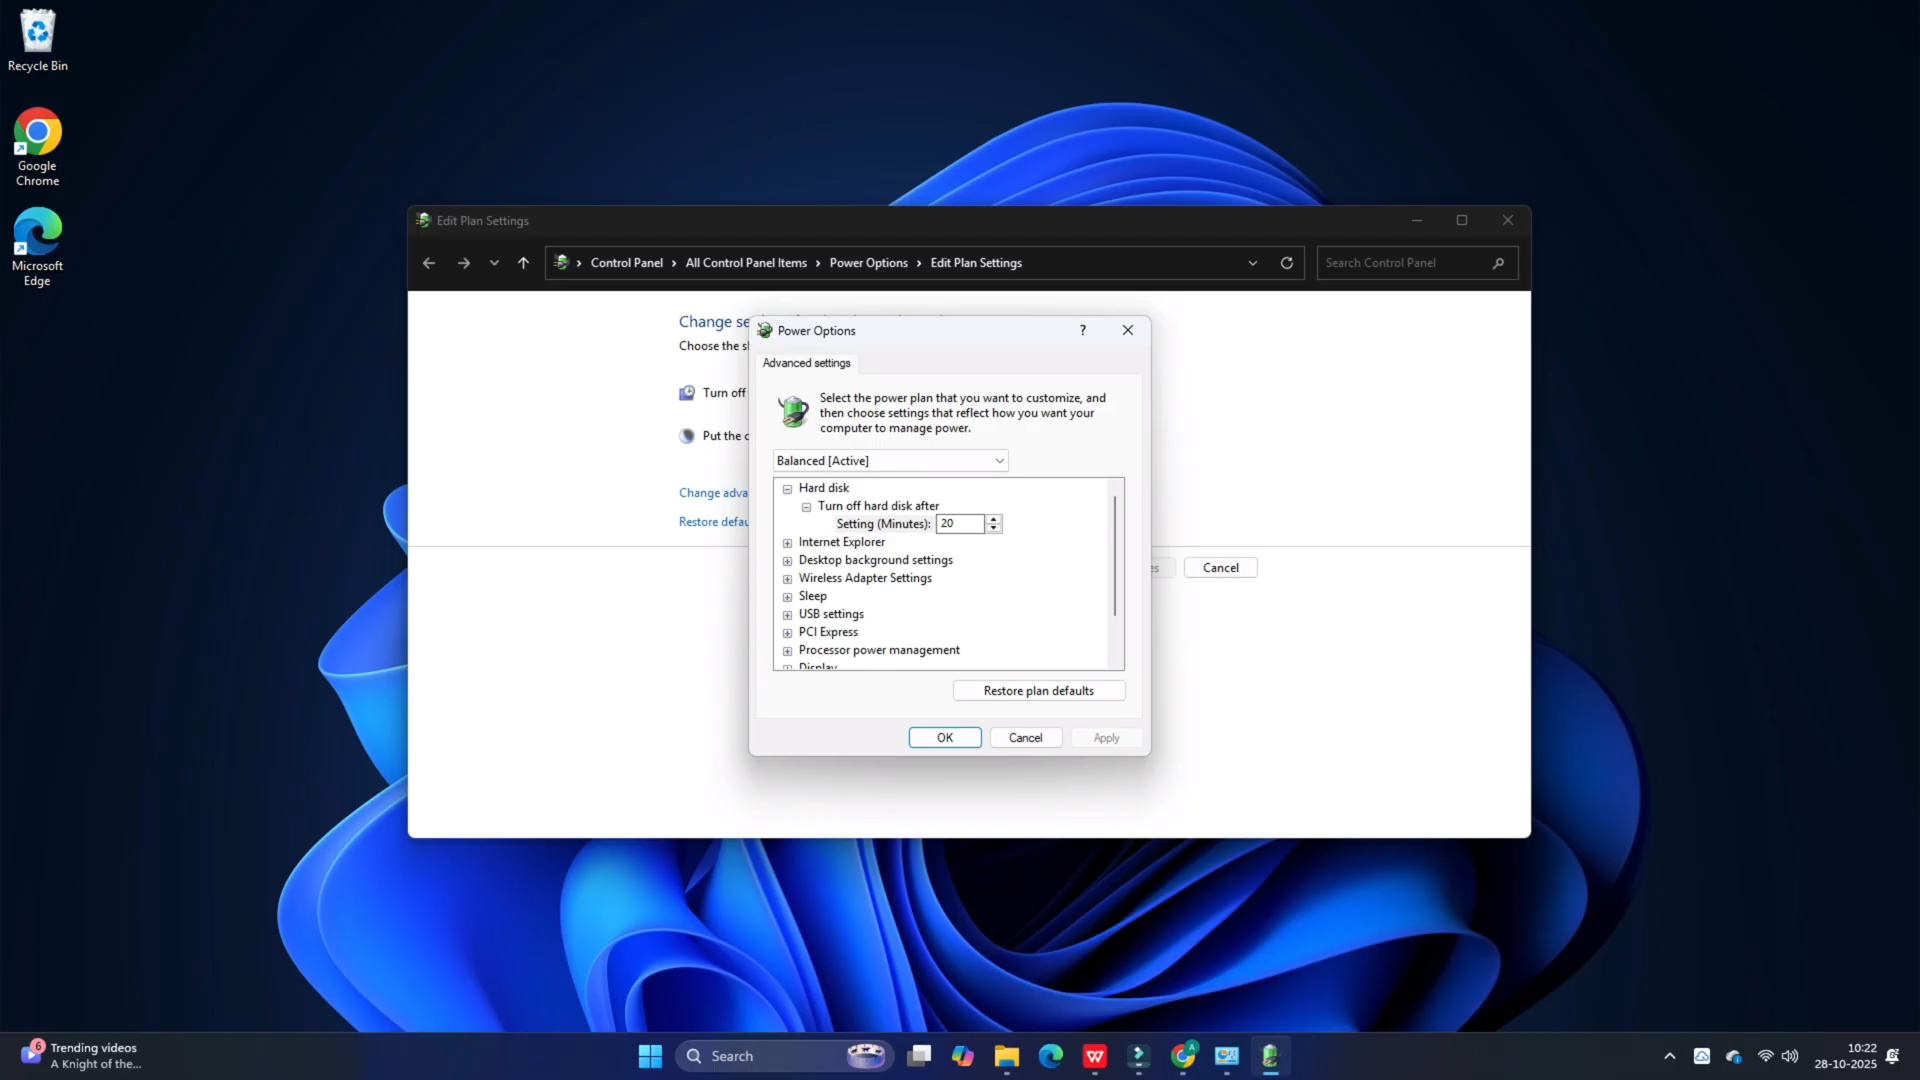 Recycle Bin
Google
Chrome
Microsoft
Edge
Edit Plan Settings
Control Panel
All Control Panel Items
Power Options
Edit Plan Settings
Search Control Panel
Change se
Choose the s
Turn off
Put the c
Change adva
Restore defau
es
Cancel
Power Options
?
Advanced settings
Select the power plan that you want to customize, and
then choose settings that reflect how you want your
computer to manage power.
Balanced [Active]
Hard disk
Turn off hard disk after
Setting (Minutes): 20
Internet Explorer
Desktop background settings
Wireless Adapter Settings
Sleep
USB settings
PCI Express
Processor power management
Display
Restore plan defaults
OK
Cancel
Apply
6
Trending videos
A Knight of the...
Search
W
A
10:22
28-10-2025